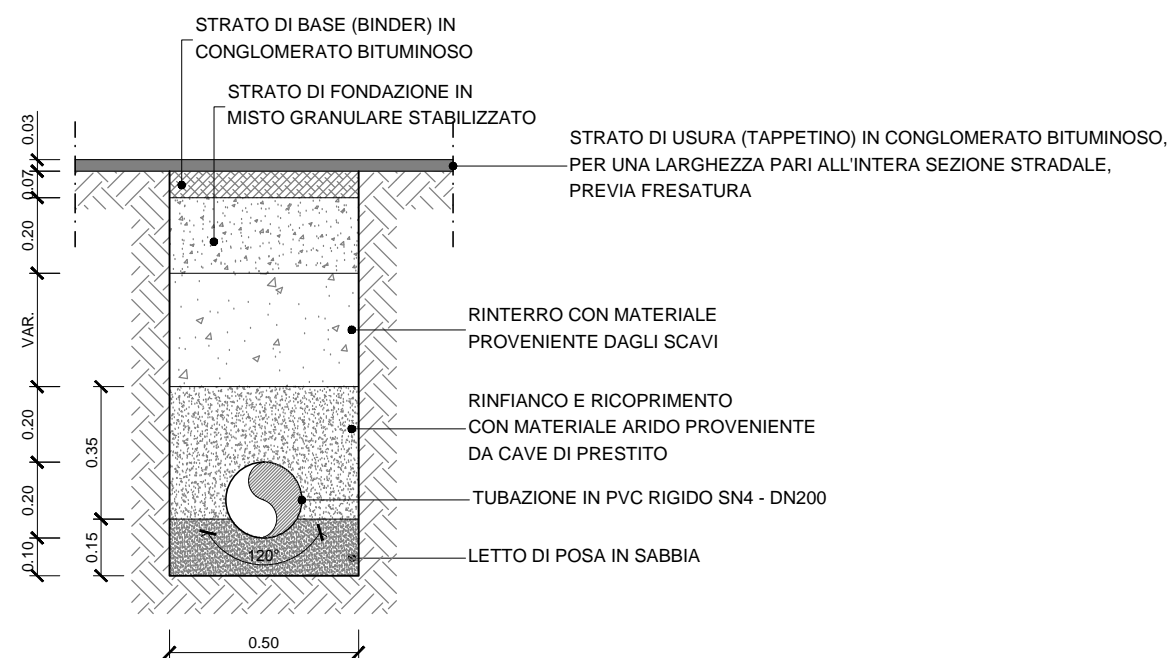 STRATO DI BASE (BINDER) IN
CONGLOMERATO BITUMINOSO
STRATO DI FONDAZIONE IN
MISTO GRANULARE STABILIZZATO
STRATO DI USURA (TAPPETINO) IN CONGLOMERATO BITUMINOSO,
PER UNA LARGHEZZA PARI ALL'INTERA SEZIONE STRADALE,
PREVIA FRESATURA
RINTERRO CON MATERIALE
PROVENIENTE DAGLI SCAVI
RINFIANCO E RICOPRIMENTO
CON MATERIALE ARIDO PROVENIENTE
DA CAVE DI PRESTITO
TUBAZIONE IN PVC RIGIDO SN4 - DN200
LETTO DI POSA IN SABBIA
0.03
0.07
0.20
VAR.
0.20
0.20
0.10
0.35
0.15
120°
0.50